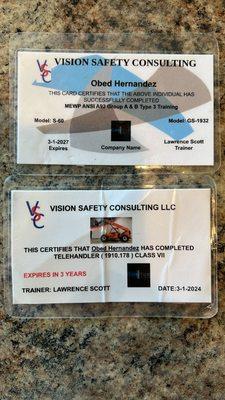 VSC
VISION SAFETY CONSULTING
Obed Hernandez
THIS CARD CERTIFIES THAT THE ABOVE INDIVIDUAL HAS
SUCCESSFULLY COMPLETED
MEWP ANSI A92 Group A & B Type 3 Training
Model: S-60 Model: GS-1932
3-1-2027 Lawrence Scott
Expires Company Name Trainer
VSC
VISION SAFETY CONSULTING LLC
THIS CERTIFIES THAT Obed Hernandez HAS COMPLETED
TELEHANDLER ( 1910.178 ) CLASS VII
EXPIRES IN 3 YEARS
TRAINER: LAWRENCE SCOTT DATE:3-1-2024